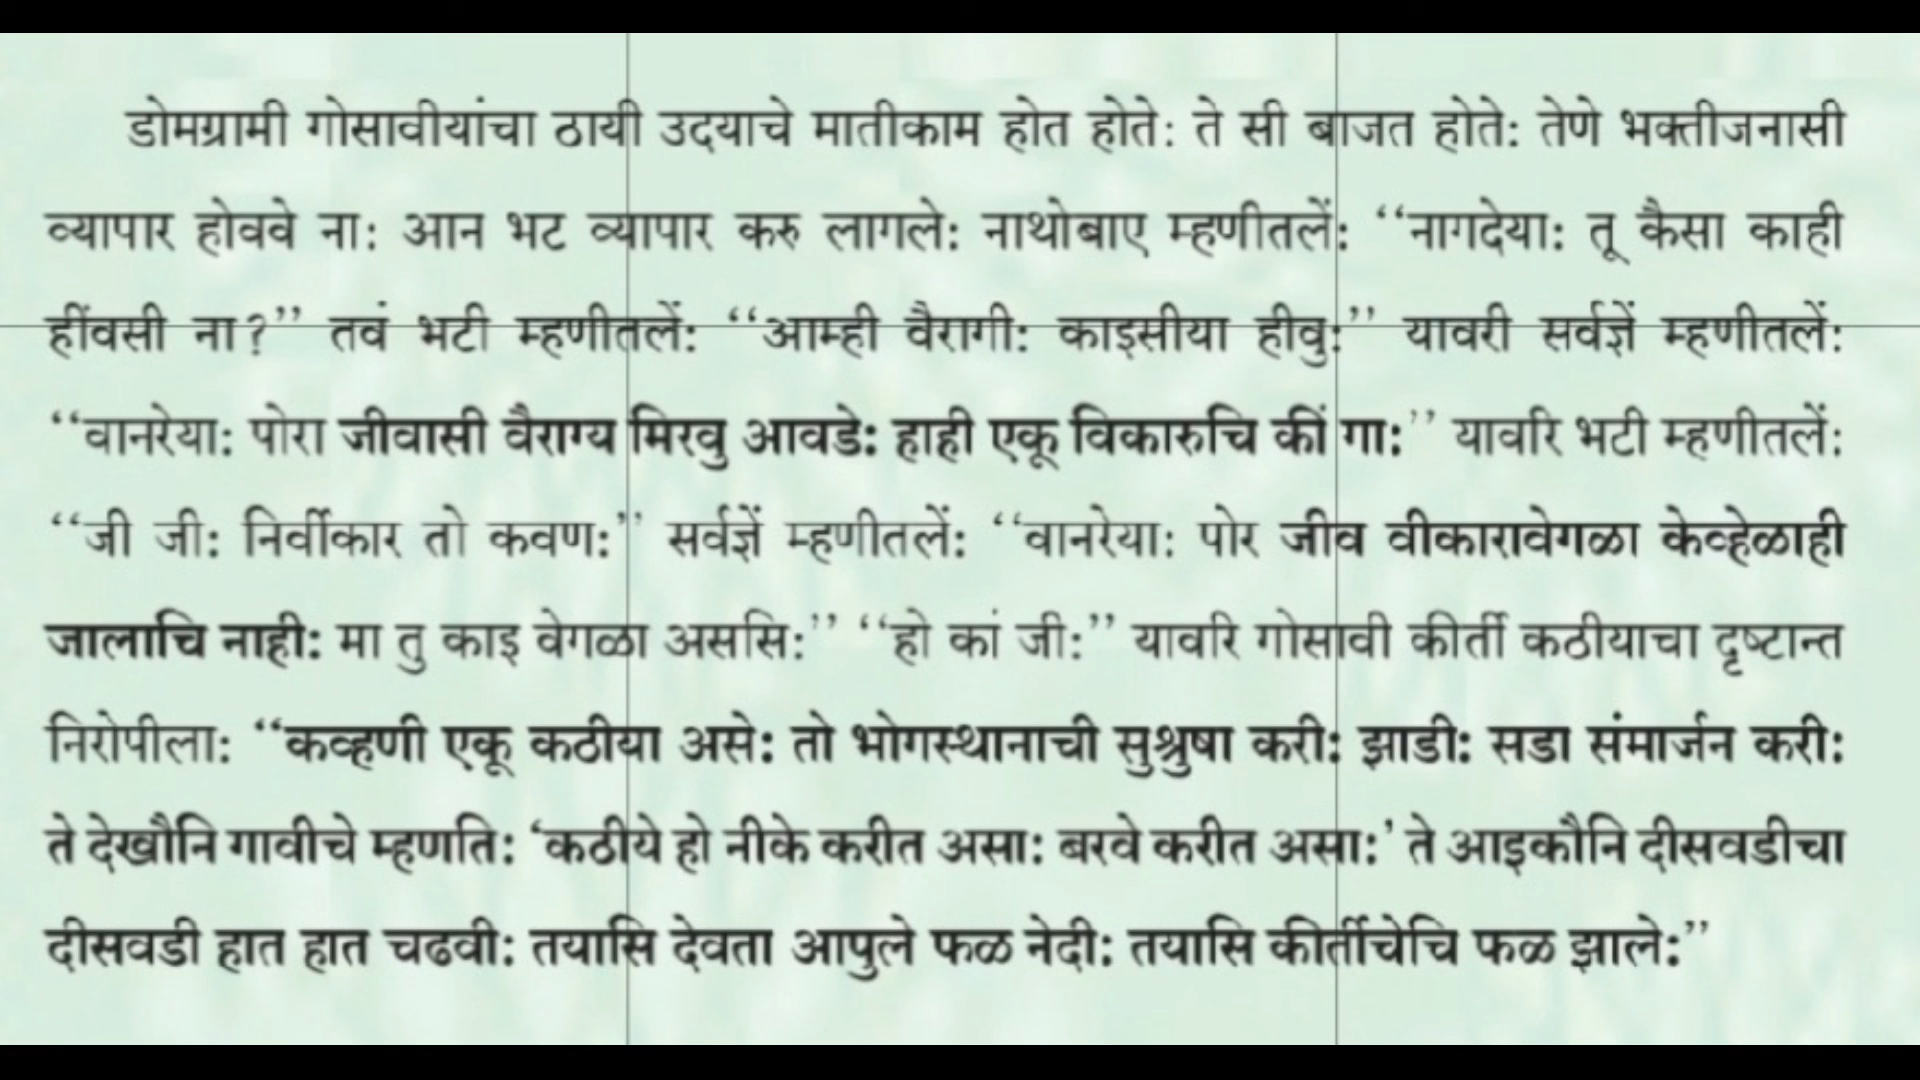 डोमग्रामी गोसावीयांचा ठायी उदयाचे मातीकाम होत होते: ते सी बाजत होते: तेणे भक्तीजनासी
व्यापार होववे ना: आन भट व्यापार करु लागले: नाथोबाए म्हणीतलें: ‘‘नागदेया: तू कैसा काही
हींवसी ना?’’ तवं भटी म्हणीतलें: ‘‘आम्ही वैरागी: काइसीया हीवु:’’ यावरी सर्वज्ञें म्हणीतलें:
‘‘वानरेया: पोरा जीवासी वैराग्य मिरवु आवडे: हाही एकू विकारुचि कीं गा:’’ यावरि भटी म्हणीतलें:
‘‘जी जी: निर्वीकार तो कवण:’’ सर्वज्ञें म्हणीतलें: ‘‘वानरेया: पोर जीव वीकारावेगळा केव्हेळाही
जालाचि नाही: मा तु काइ वेगळा अससि:’’ ‘‘हो कां जी:’’ यावरि गोसावी कीर्ती कठीयाचा दृष्टान्त
निरोपीला: ‘‘कव्हणी एकू कठीया असे: तो भोगस्थानाची सुश्रुषा करी: झाडी: सडा संमार्जन करी:
ते देखौनि गावीचे म्हणति: ‘कठीये हो नीके करीत असा: बरवे करीत असा:’ ते आइकौनि दीसवडीचा
दीसवडी हात हात चढवी: तयासि देवता आपुले फळ नेदी: तयासि कीर्तीचेचि फळ झाले:’’